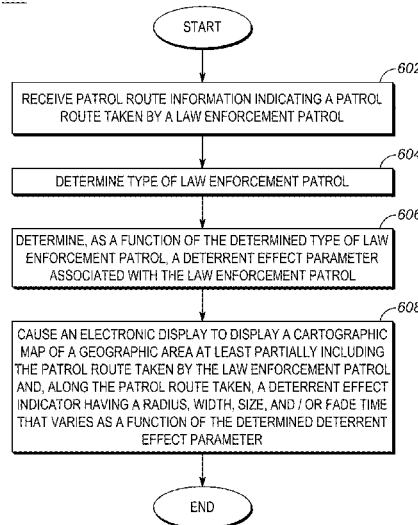 START
602
RECEIVE PATROL ROUTE INFORMATION INDICATING A PATROL
ROUTE TAKEN BY A LAW ENFORCEMENT PATROL
604
DETERMINE TYPE OF LAW ENFORCEMENT PATROL
606
DETERMINE, AS A FUNCTION OF THE DETERMINED TYPE OF LAW
ENFORCEMENT PATROL, A DETERRENT EFFECT PARAMETER
ASSOCIATED WITH THE LAW ENFORCEMENT PATROL
608
CAUSE AN ELECTRONIC DISPLAY TO DISPLAY A CARTOGRAPHIC
MAP OF A GEOGRAPHIC AREA AT LEAST PARTIALLY INCLUDING
THE PATROL ROUTE TAKEN BY THE LAW ENFORCEMENT PATROL
AND, ALONG THE PATROL ROUTE TAKEN, A DETERRENT EFFECT
INDICATOR HAVING A RADIUS, WIDTH, SIZE, AND / OR FADE TIME
THAT VARIES AS A FUNCTION OF THE DETERMINED DETERRENT
EFFECT PARAMETER
END